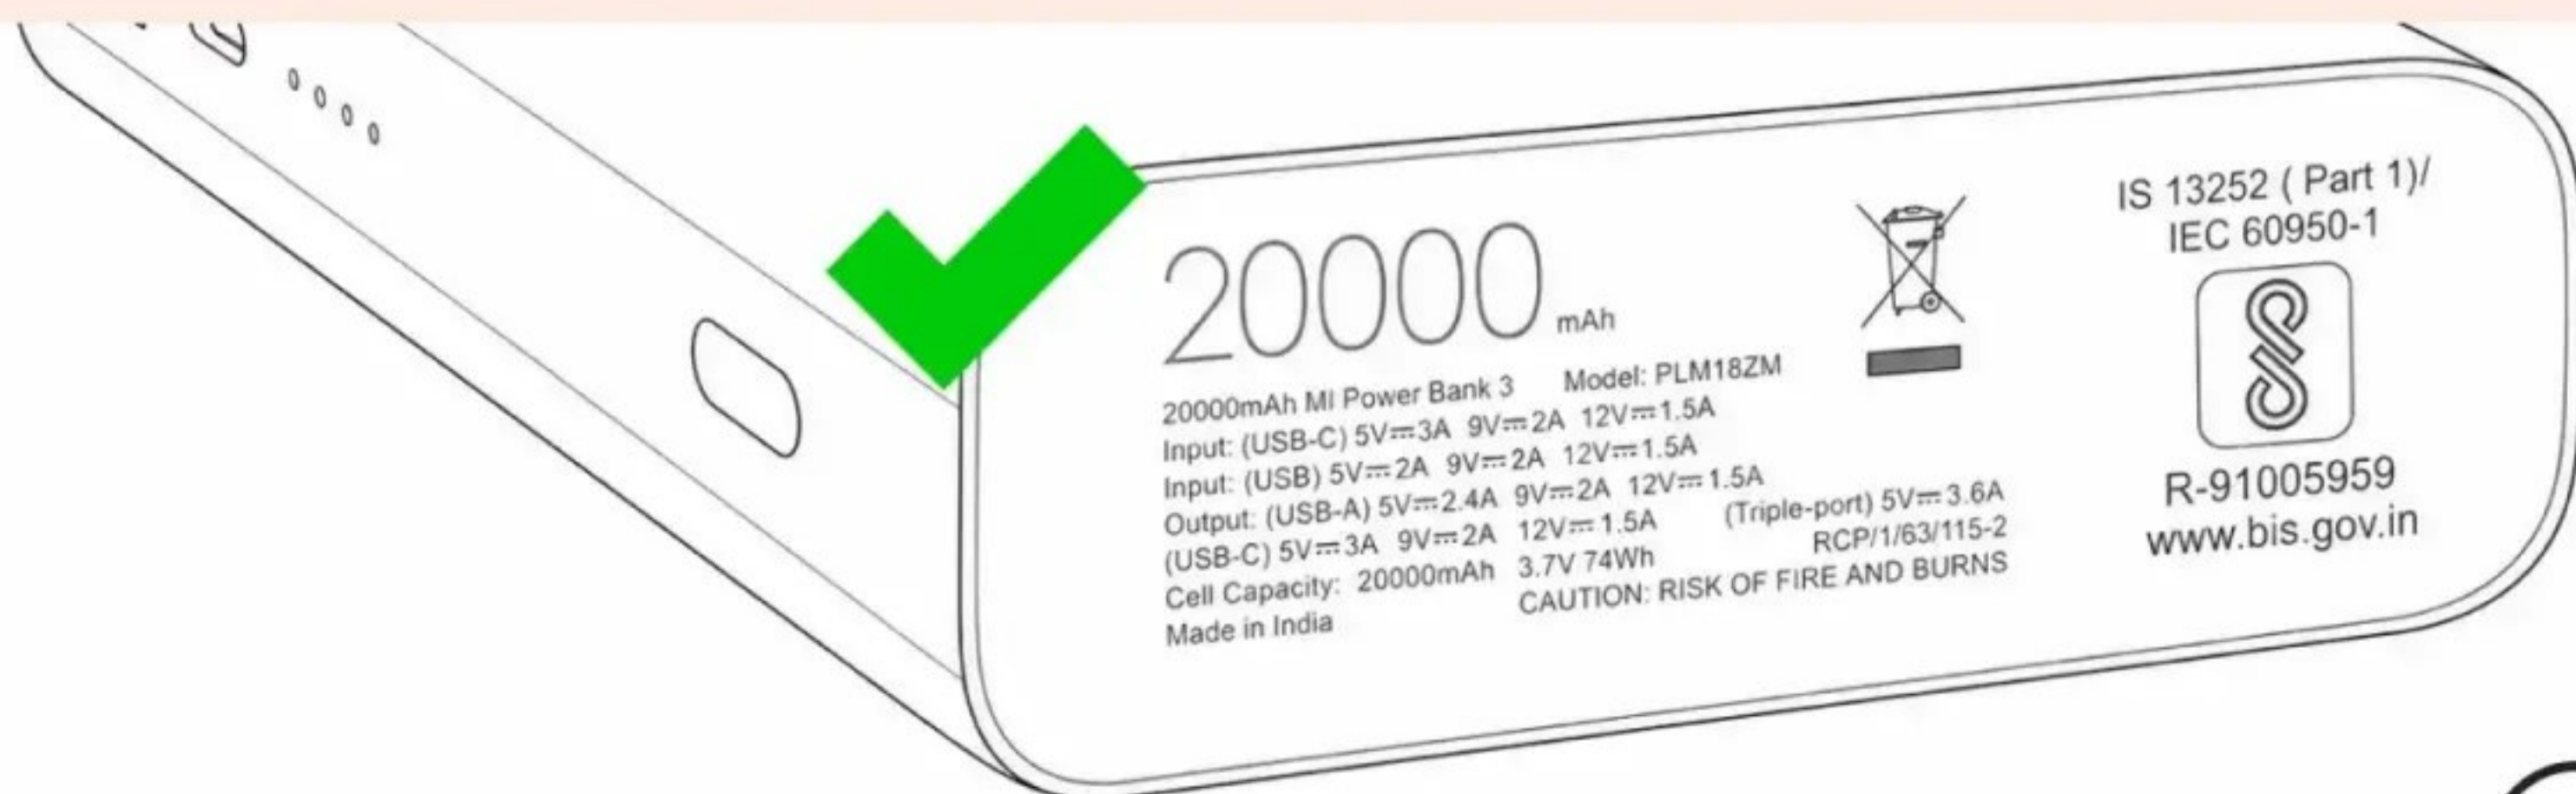 20000 mAh
20000mAh MI Power Bank 3 Model: PLM18ZM
Input: (USB-C) 5V⎓3A 9V⎓2A 12V⎓1.5A
Input: (USB) 5V⎓2A 9V⎓2A 12V⎓1.5A
Output: (USB-A) 5V⎓2.4A 9V⎓2A 12V⎓1.5A
(USB-C) 5V⎓3A 9V⎓2A 12V⎓1.5A (Triple-port) 5V⎓3.6A
Cell Capacity: 20000mAh 3.7V 74Wh RCP/1/63/115-2
Made in India CAUTION: RISK OF FIRE AND BURNS
IS 13252 ( Part 1)/
IEC 60950-1
R-91005959
www.bis.gov.in